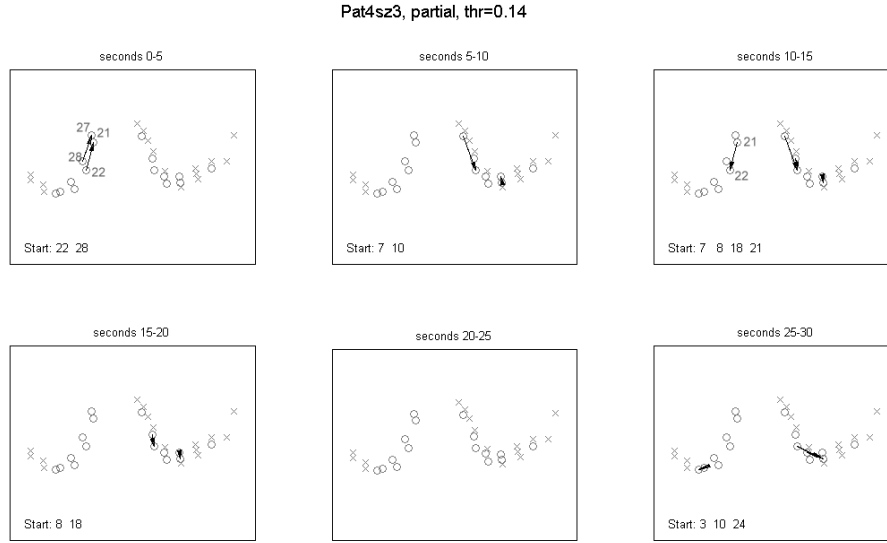 Pat4sz3, partial, thr=0.14
seconds 0-5
27
21
28
22
Start: 22 28
seconds 5-10
Start: 7 10
seconds 10-15
21
22
Start: 7 8 18 21
seconds 15-20
Start: 8 18
seconds 20-25
seconds 25-30
Start: 3 10 24